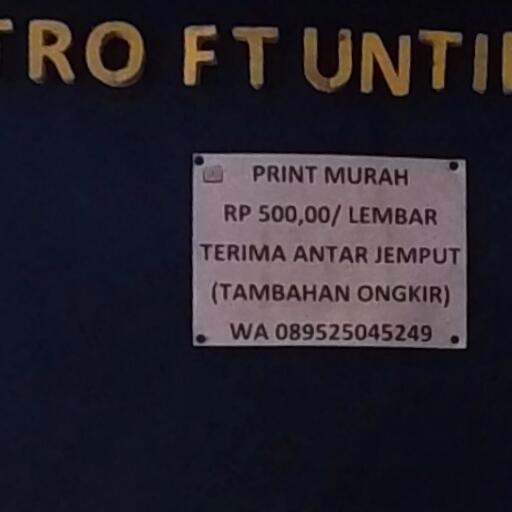 TRO FT UNTI
PRINT MURAH
RP 500,00/ LEMBAR
TERIMA ANTAR JEMPUT
(TAMBAHAN ONGKIR)
WA 089525045249